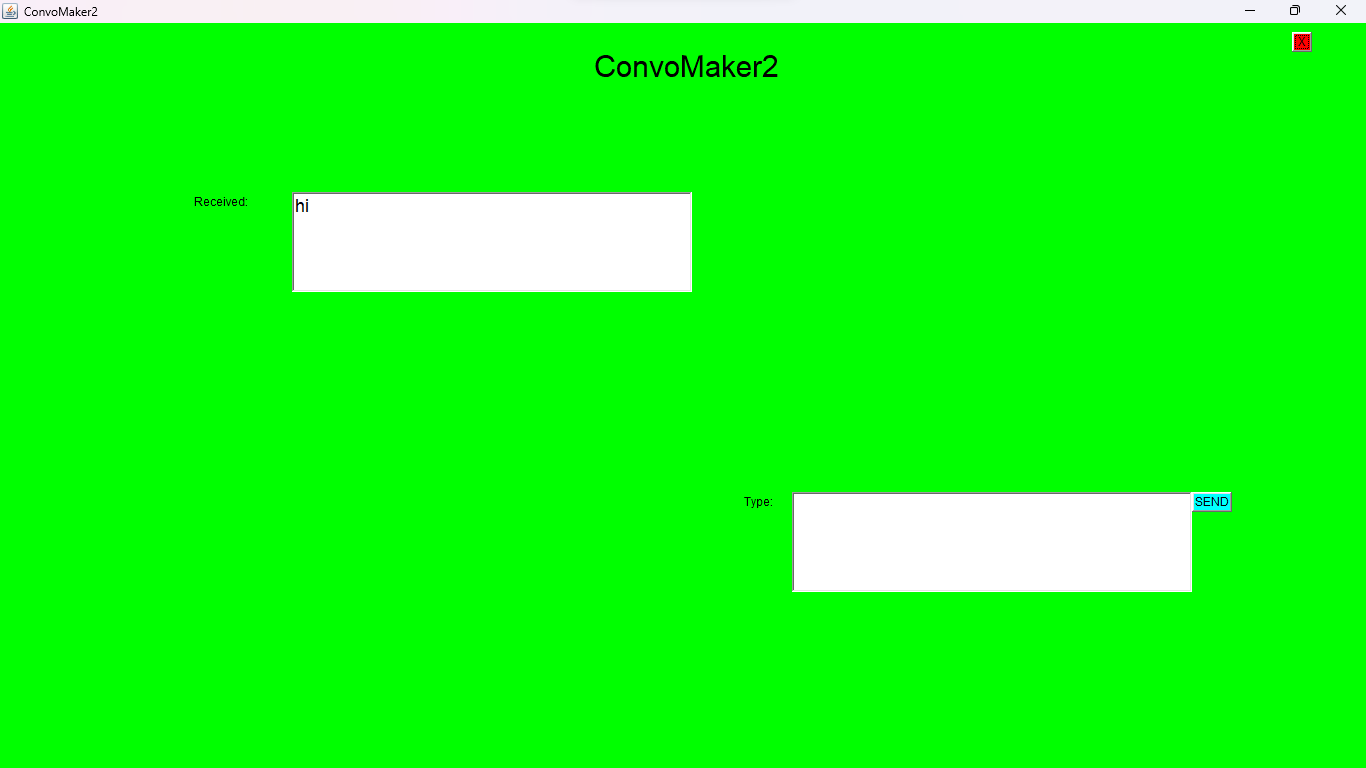 ConvoMaker2
X
ConvoMaker2
Received:
hi
Type:
SEND